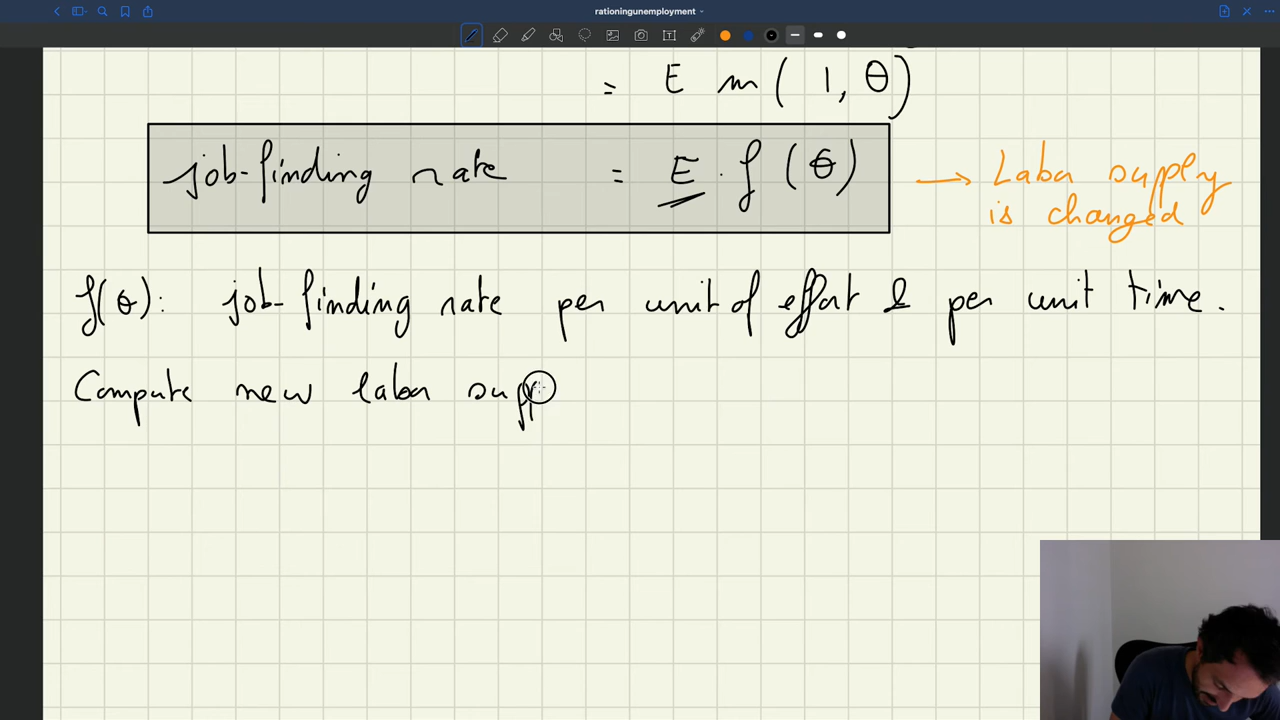 rationingunemployment
= E m ( 1, θ )
job-finding rate = E . f (θ) → Labor supply
is changed
f(θ): job-finding rate per unit of effort & per unit time.
Compute new labor supp